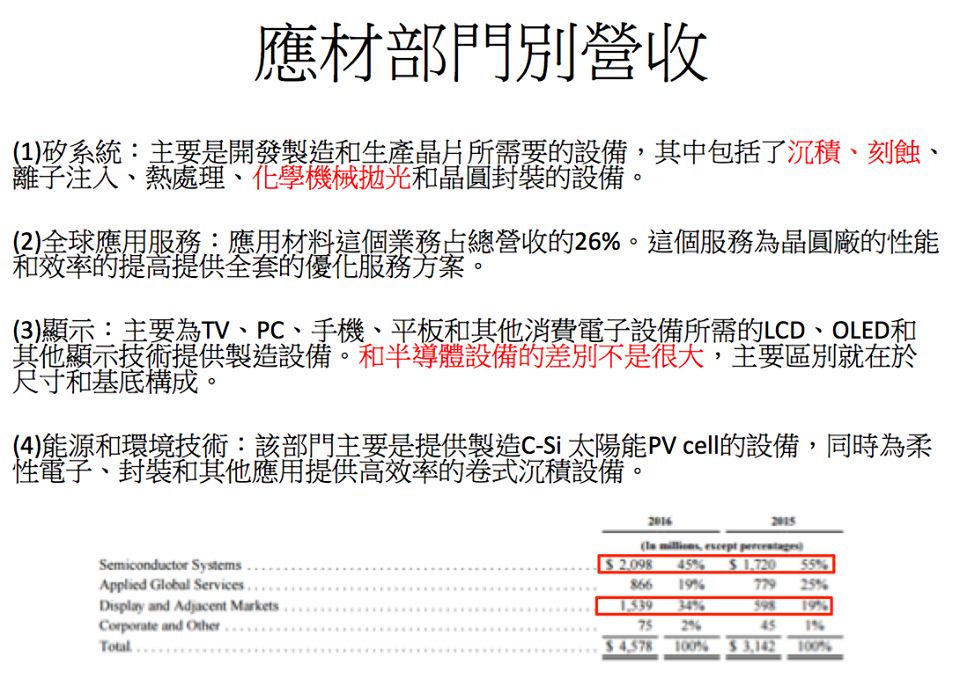 應材部門別營收
(1)矽系統：主要是開發製造和生產晶片所需要的設備，其中包括了沉積、刻蝕、
離子注入、熱處理、化學機械拋光和晶圓封裝的設備。
(2)全球應用服務：應用材料這個業務占總營收的26%。這個服務為晶圓廠的性能
和效率的提高提供全套的優化服務方案。
(3)顯示：主要為TV、PC、手機、平板和其他消費電子設備所需的LCD、OLED和
其他顯示技術提供製造設備。和半導體設備的差別不是很大，主要區別就在於
尺寸和基底構成。
(4)能源和環境技術：該部門主要是提供製造C-Si 太陽能PV cell的設備，同時為柔
性電子、封裝和其他應用提供高效率的卷式沉積設備。
2016 2015
(In millions, except percentages)
Semiconductor Systems $ 2,098 45% $ 1,720 55%
Applied Global Services 866 19% 779 25%
Display and Adjacent Markets 1,539 34% 598 19%
Corporate and Other 75 2% 45 1%
Total $ 4,578 100% $ 3,142 100%